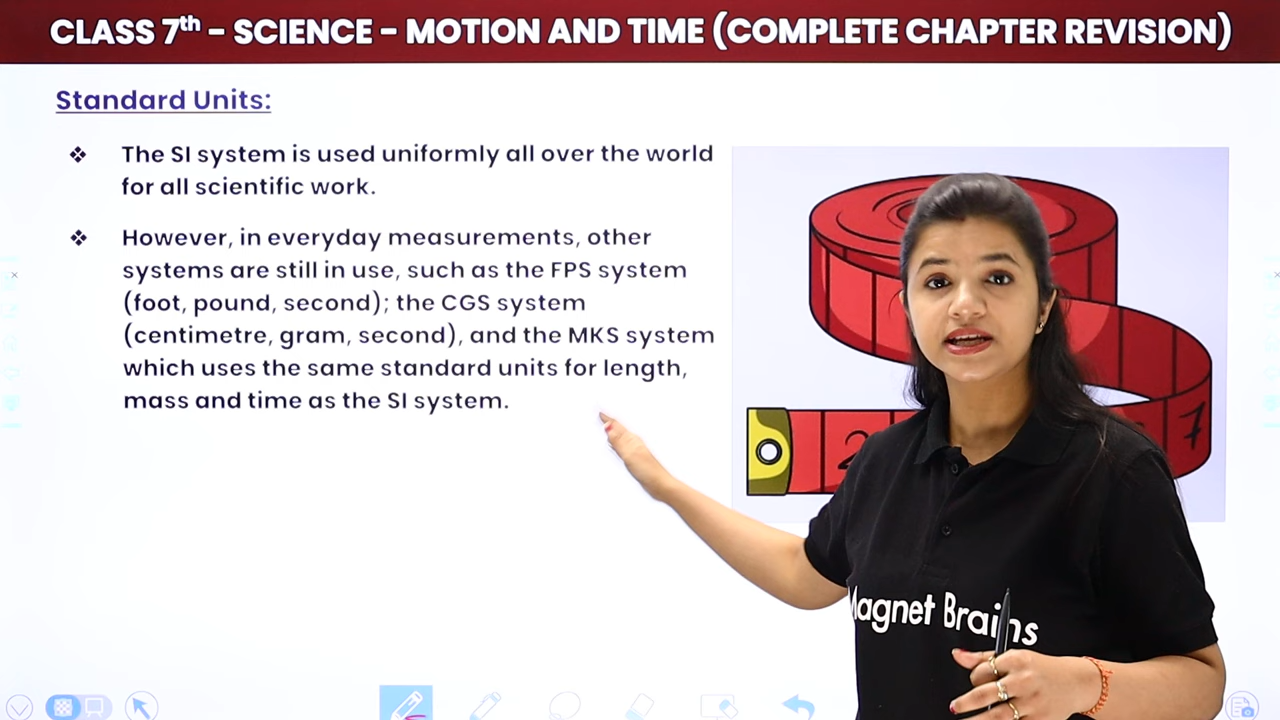 CLASS 7th – SCIENCE – MOTION AND TIME (COMPLETE CHAPTER REVISION)
Standard Units:
❖ The SI system is used uniformly all over the world
for all scientific work.
❖ However, in everyday measurements, other
systems are still in use, such as the FPS system
(foot, pound, second); the CGS system
(centimetre, gram, second), and the MKS system
which uses the same standard units for length,
mass and time as the SI system.
2
7
Magnet Brains